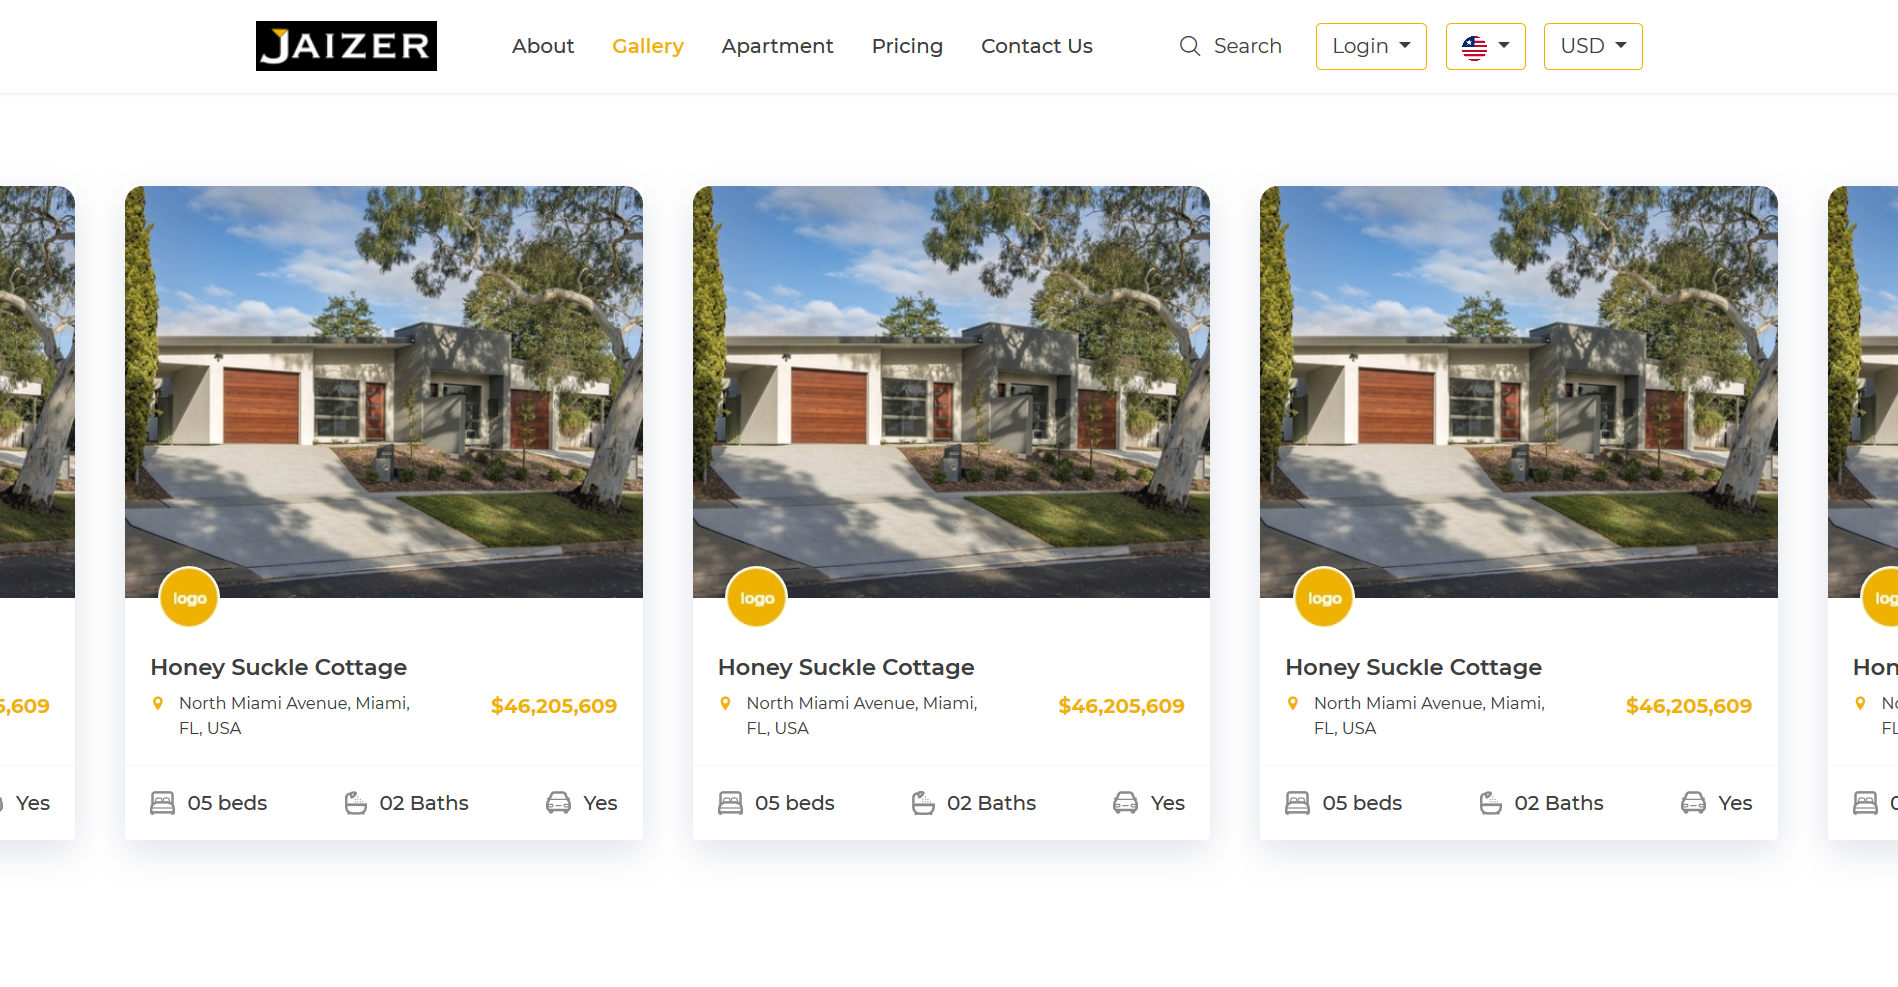 JAIZER
About
Gallery
Apartment
Pricing
Contact Us
Search
Login
USD
logo
Honey Suckle Cottage
North Miami Avenue, Miami,
FL, USA
$46,205,609
05 beds
02 Baths
Yes
logo
Honey Suckle Cottage
North Miami Avenue, Miami,
FL, USA
$46,205,609
05 beds
02 Baths
Yes
logo
Honey Suckle Cottage
North Miami Avenue, Miami,
FL, USA
$46,205,609
05 beds
02 Baths
Yes
5,609
Yes
Hon
FL